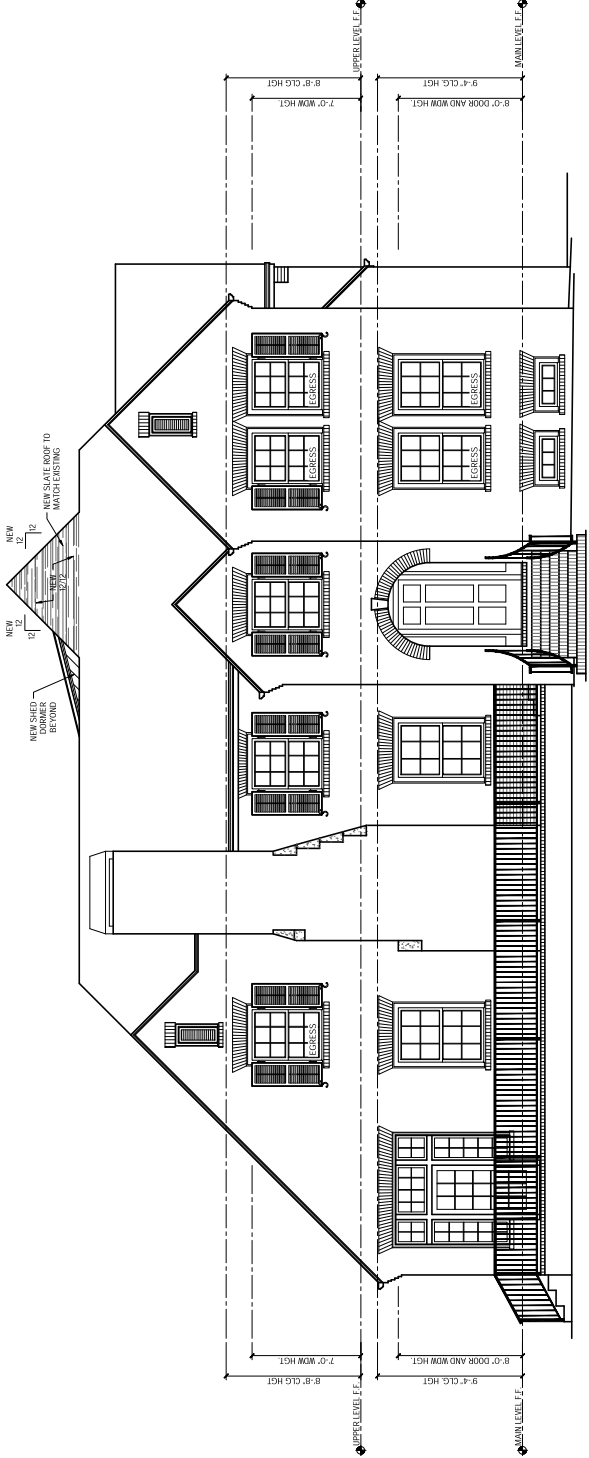 NEW
12
12
NEW
12
12
NEW
12/12
NEW SLATE ROOF TO
MATCH EXISTING
NEW SHED
DORMER
BEYOND
8'-8" CLG HGT
7'-0" WDW HGT.
UPPER LEVEL F.F.
9'-4" CLG HGT
8'-0" DOOR AND WDW HGT.
MAIN LEVEL F.F.
EGRESS
EGRESS
EGRESS
EGRESS
EGRESS
8'-8" CLG HGT
7'-0" WDW HGT.
UPPER LEVEL F.F.
9'-4" CLG. HGT
8'-0" DOOR AND WDW HGT.
MAIN LEVEL F.F.